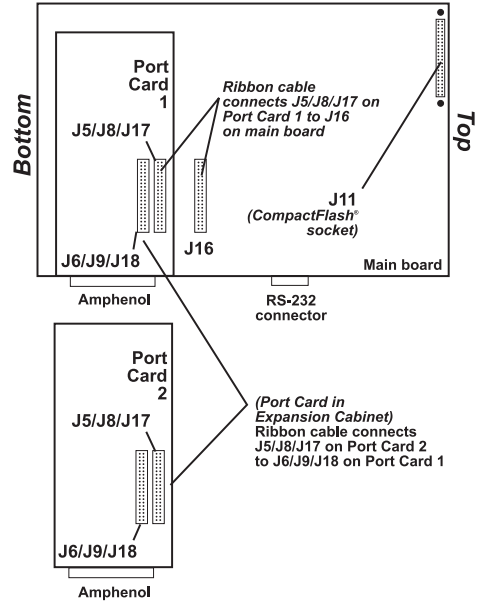 Bottom
Top
Port
Card
1
J5/J8/J17
Ribbon cable
connects J5/J8/J17 on
Port Card 1 to J16
on main board
J11
(CompactFlash®
socket)
J6/J9/J18
J16
Main board
Amphenol
RS-232
connector
Port
Card
2
J5/J8/J17
(Port Card in
Expansion Cabinet)
Ribbon cable connects
J5/J8/J17 on Port Card 2
to J6/J9/J18 on Port Card 1
J6/J9/J18
Amphenol